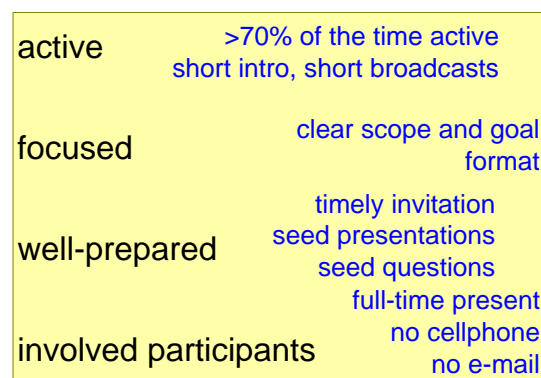 active
>70% of the time active
short intro, short broadcasts
focused
clear scope and goal
format
well-prepared
timely invitation
seed presentations
seed questions
involved participants
full-time present
no cellphone
no e-mail